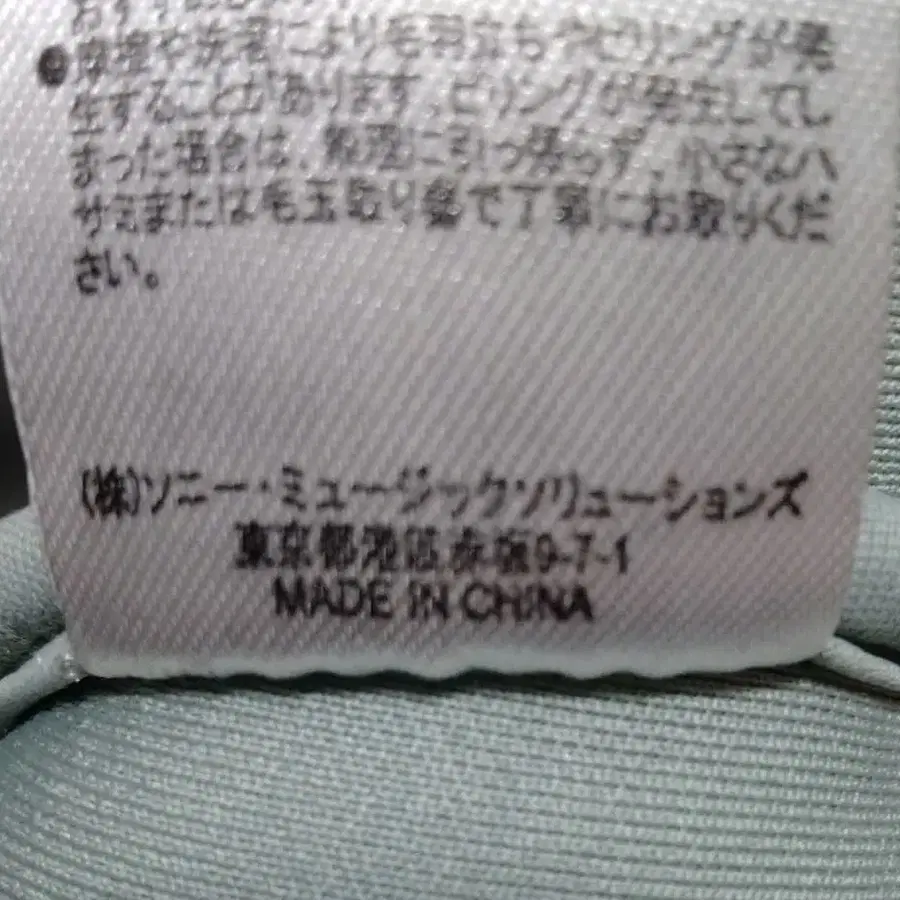 ●摩擦や洗濯により毛羽立ちやピリングが発
生することがあります。ピリングが発生してし
まった場合は、無理に引っ張らず、小さなハ
サミまたは毛玉取り器で丁寧にお取りくだ
さい。
(株)ソニー・ミュージックソリューションズ
東京都港区赤坂9-7-1
MADE IN CHINA